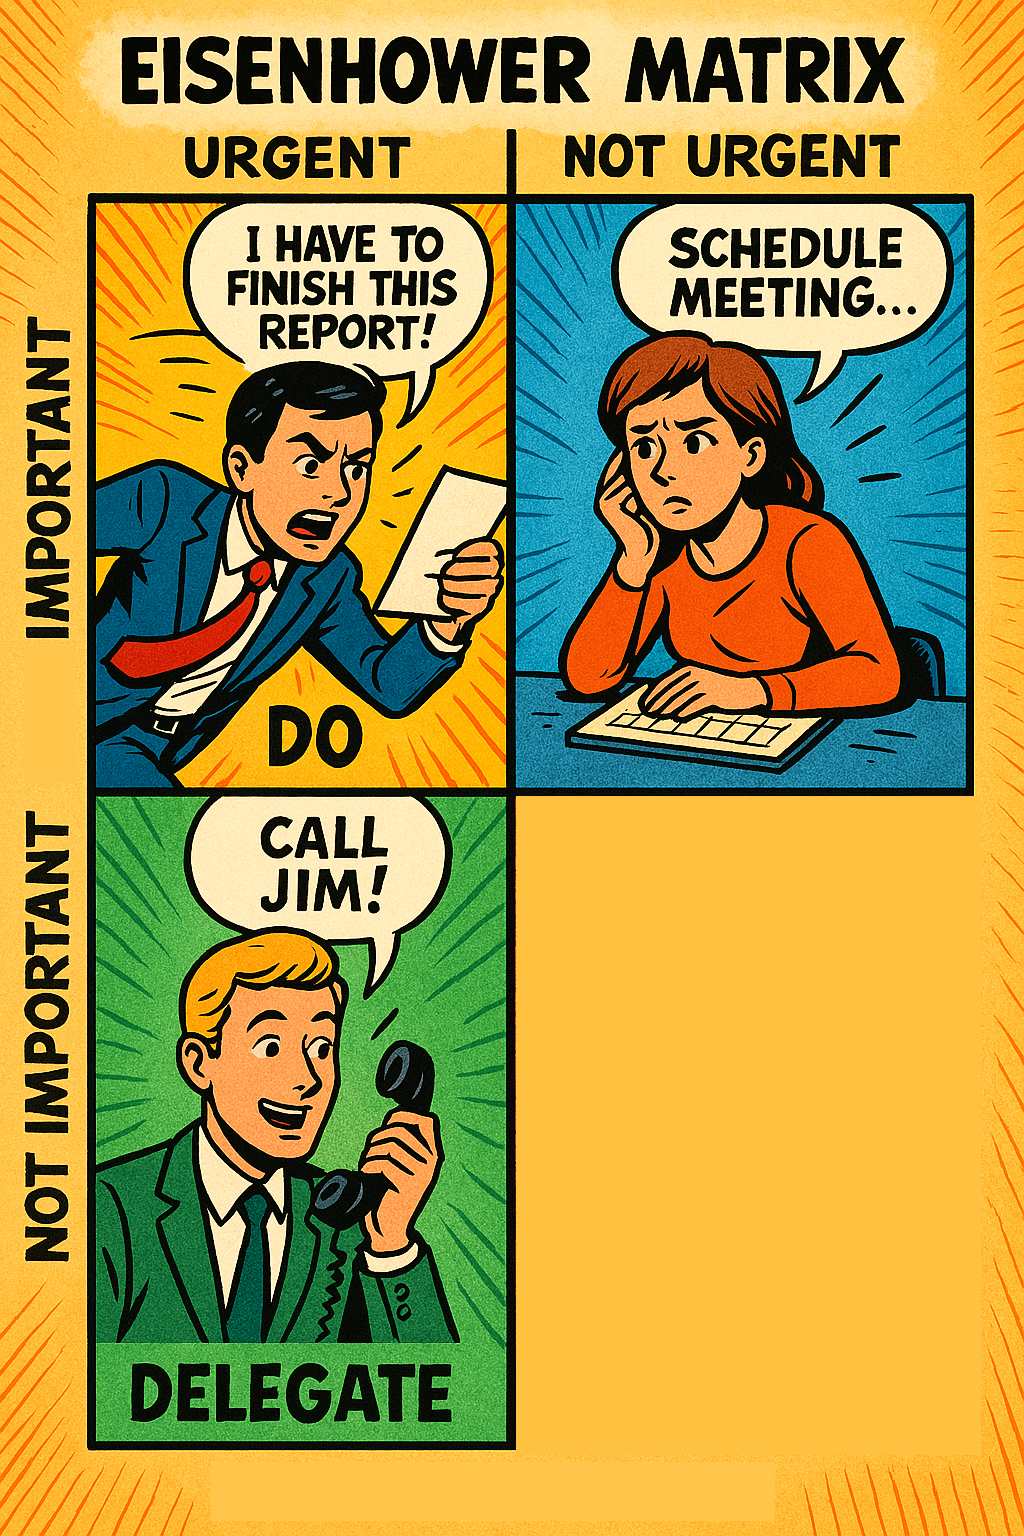 EISENHOWER MATRIX
URGENT
NOT URGENT
IMPORTANT
I HAVE TO
FINISH THIS
REPORT!
DO
SCHEDULE
MEETING...
NOT IMPORTANT
CALL
JIM!
DELEGATE